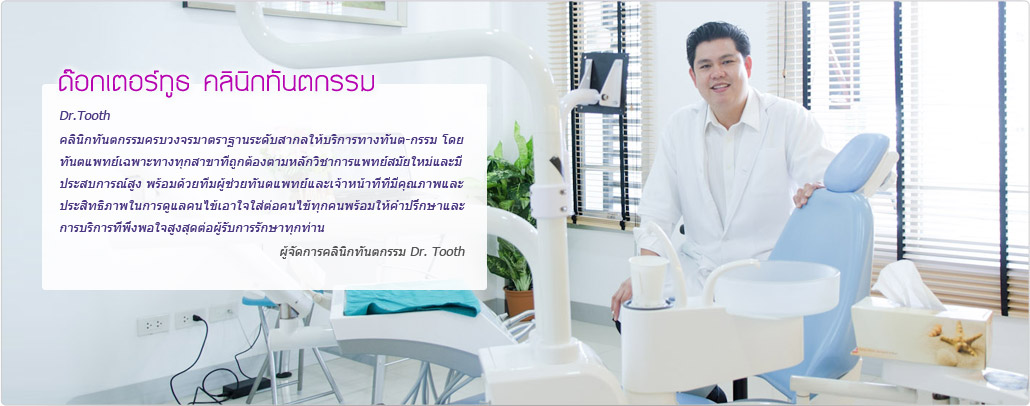 ด๊อกเตอร์ทูธ คลินิกทันตกรรม
Dr.Tooth
คลินิกทันตกรรมครบวงจรมาตราฐานระดับสากลให้บริการทางทันต-กรรม โดย
ทันตแพทย์เฉพาะทางทุกสาขาที่ถูกต้องตามหลักวิชาการแพทย์สมัยใหม่และมี
ประสบการณ์สูง พร้อมด้วยทีมผู้ช่วยทันตแพทย์และเจ้าหน้าที่ที่มีคุณภาพและ
ประสิทธิภาพในการดูแลคนไข้เอาใจใส่ต่อคนไข้ทุกคนพร้อมให้คำปรึกษาและ
การบริการที่พึงพอใจสูงสุดต่อผู้รับการรักษาทุกท่าน
ผู้จัดการคลินิกทันตกรรม Dr. Tooth